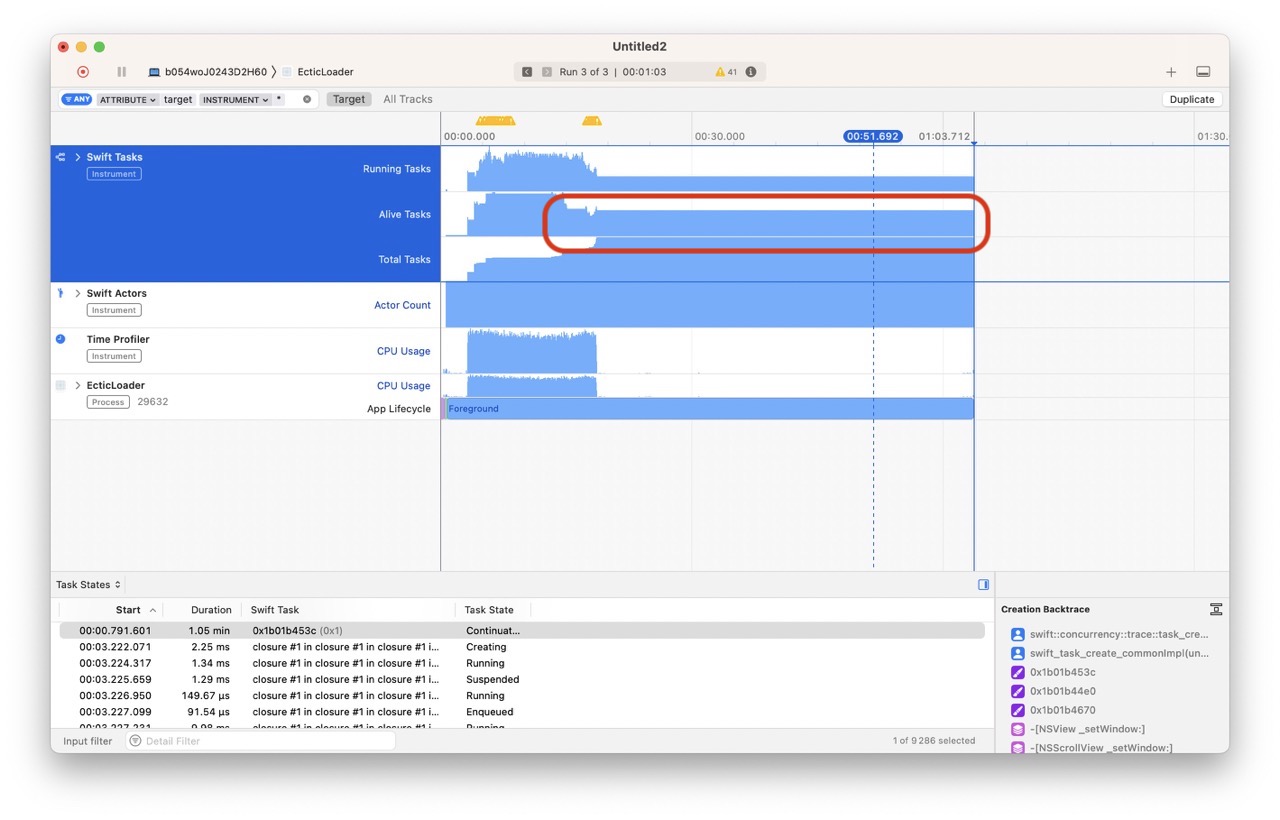 Untitled2
b054woJ0243D2H60 〉 EcticLoader
Run 3 of 3 | 00:01:03
41
ANY ATTRIBUTE target INSTRUMENT *
Target All Tracks
Duplicate
00:00.000 00:30.000 00:51.692 01:03.712 01:30.
Swift Tasks
Instrument
Running Tasks
Alive Tasks
Total Tasks
Swift Actors
Instrument
Actor Count
Time Profiler
Instrument
CPU Usage
EcticLoader
Process 29632
CPU Usage
App Lifecycle
Foreground
Task States
Start Duration Swift Task Task State
00:00.791.601 1.05 min 0x1b01b453c (0x1) Continuat...
00:03.222.071 2.25 ms closure #1 in closure #1 in closure #1 i... Creating
00:03.224.317 1.34 ms closure #1 in closure #1 in closure #1 i... Running
00:03.225.659 1.29 ms closure #1 in closure #1 in closure #1 i... Suspended
00:03.226.950 149.67 µs closure #1 in closure #1 in closure #1 i... Running
00:03.227.099 91.54 µs closure #1 in closure #1 in closure #1 i... Enqueued
closure #1 in closure #1 in closure #1 i... Running
Input filter Detail Filter
1 of 9 286 selected
Creation Backtrace
swift::concurrency::trace::task_cre...
swift_task_create_commonImpl(un...
0x1b01b453c
0x1b01b44e0
0x1b01b4670
-[NSView _setWindow:]
-[NSScrollView _setWindow:]